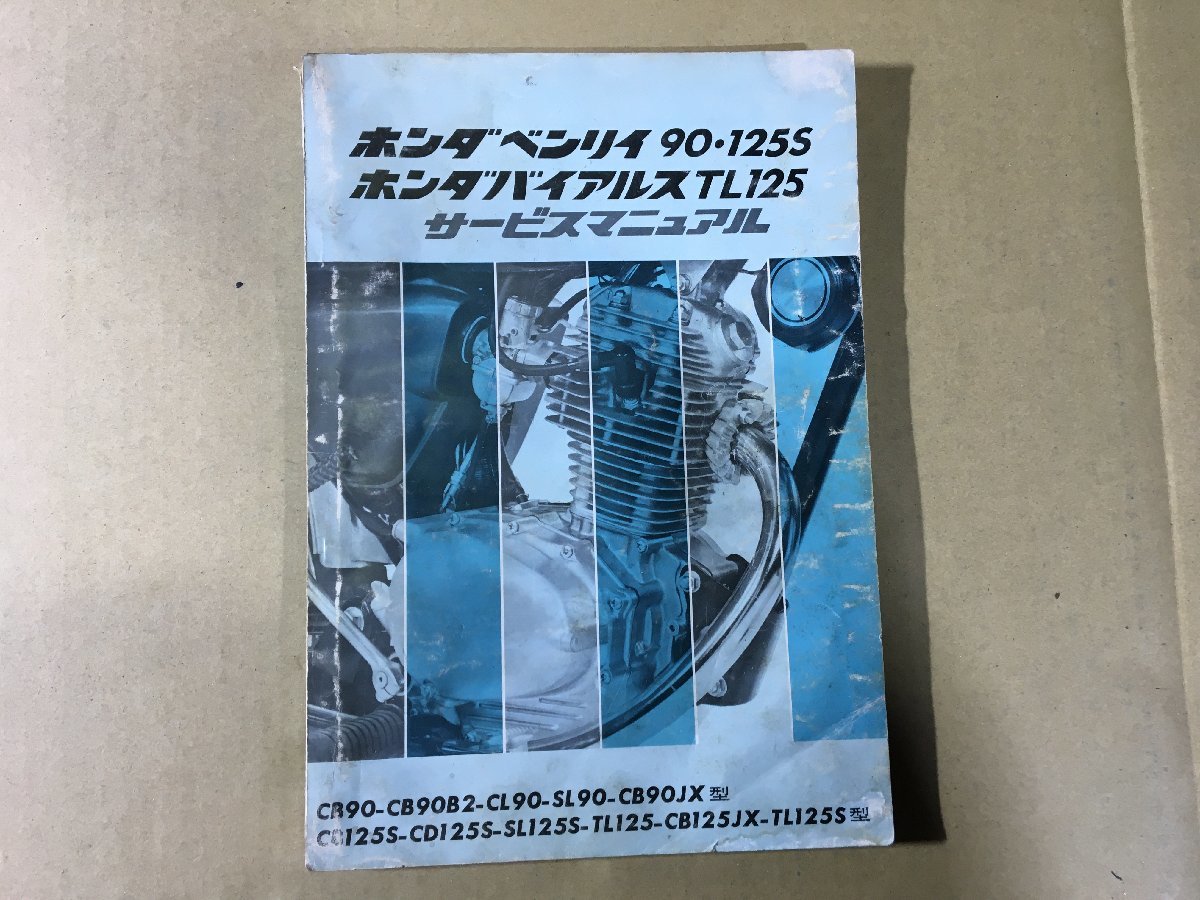 ホンダベンリイ 90・125S
ホンダバイアルス TL125
サービスマニュアル
CB90-CB90B2-CL90-SL90-CB90JX型
CB125S-CD125S-SL125S-TL125-CB125JX-TL125S型